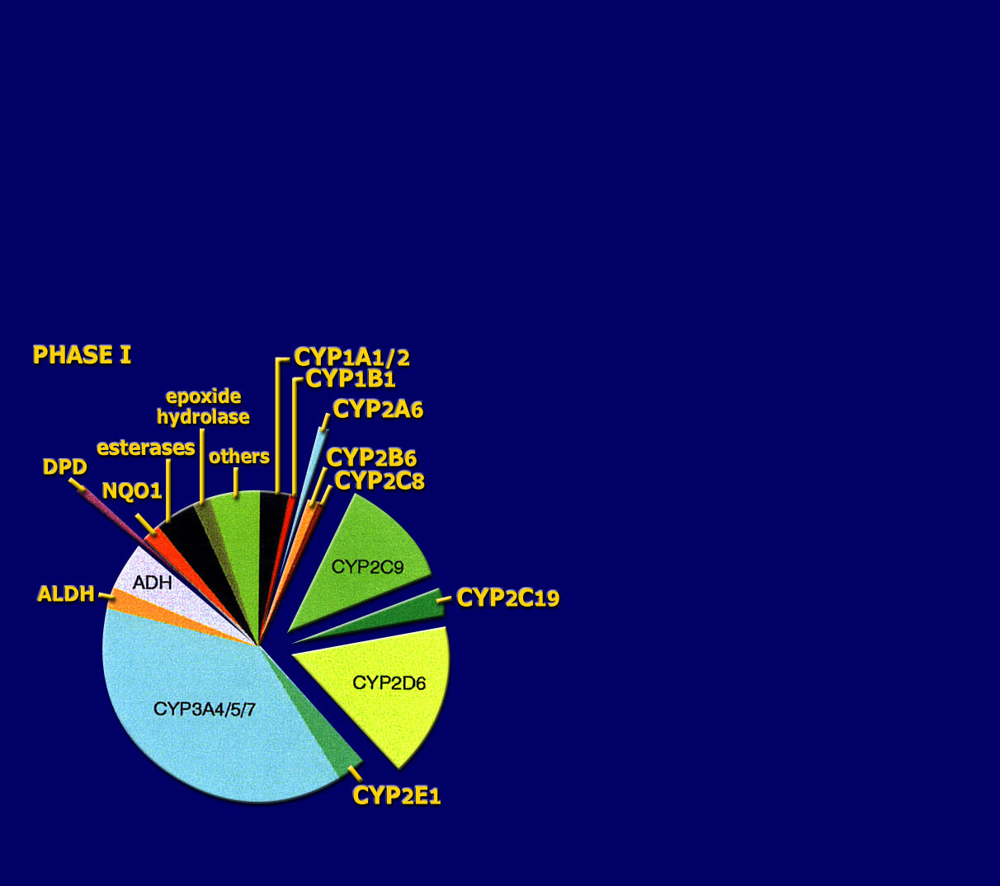 PHASE I
CYP1A1/2
CYP1B1
epoxide
hydrolase
CYP2A6
esterases
others
CYP2B6
DPD
CYP2C8
NQO1
CYP2C9
ADH
ALDH
CYP2C19
CYP2D6
CYP3A4/5/7
CYP2E1